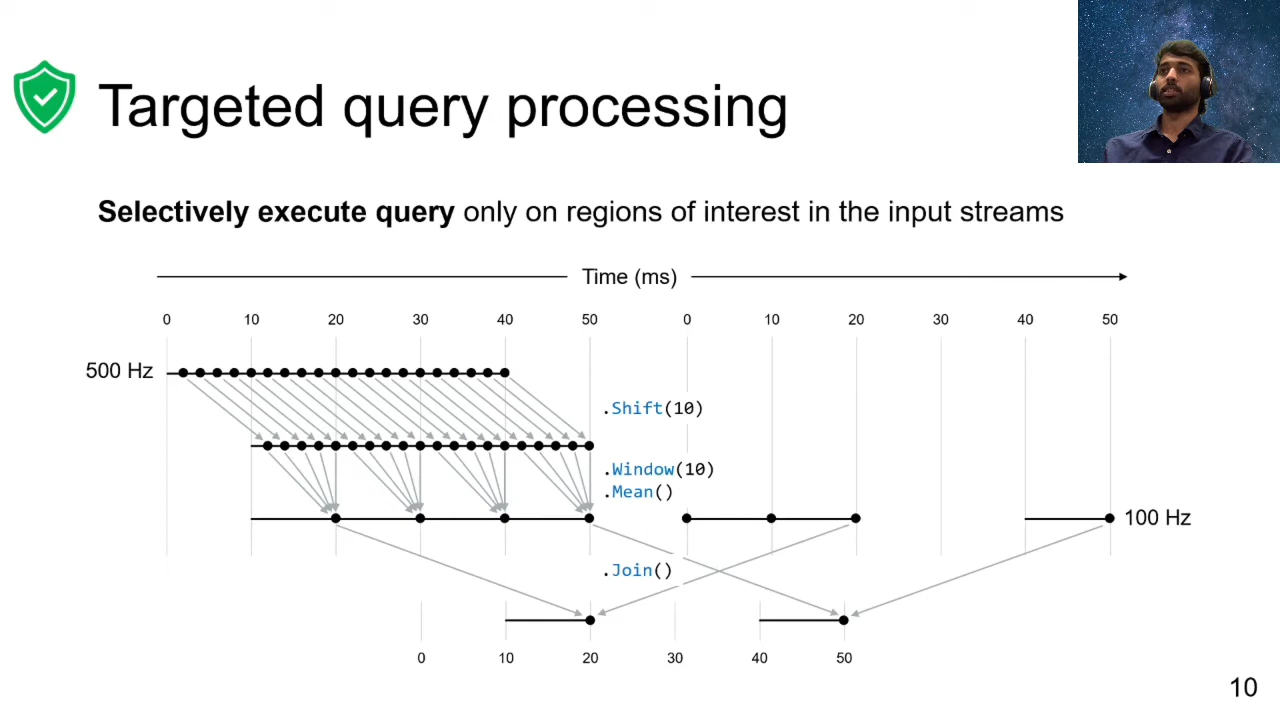 Targeted query processing
Selectively execute query only on regions of interest in the input streams
Time (ms)
0 10 20 30 40 50 0 10 20 30 40 50
500 Hz
.Shift(10)
.Window(10)
.Mean()
100 Hz
.Join()
0 10 20 30 40 50
10